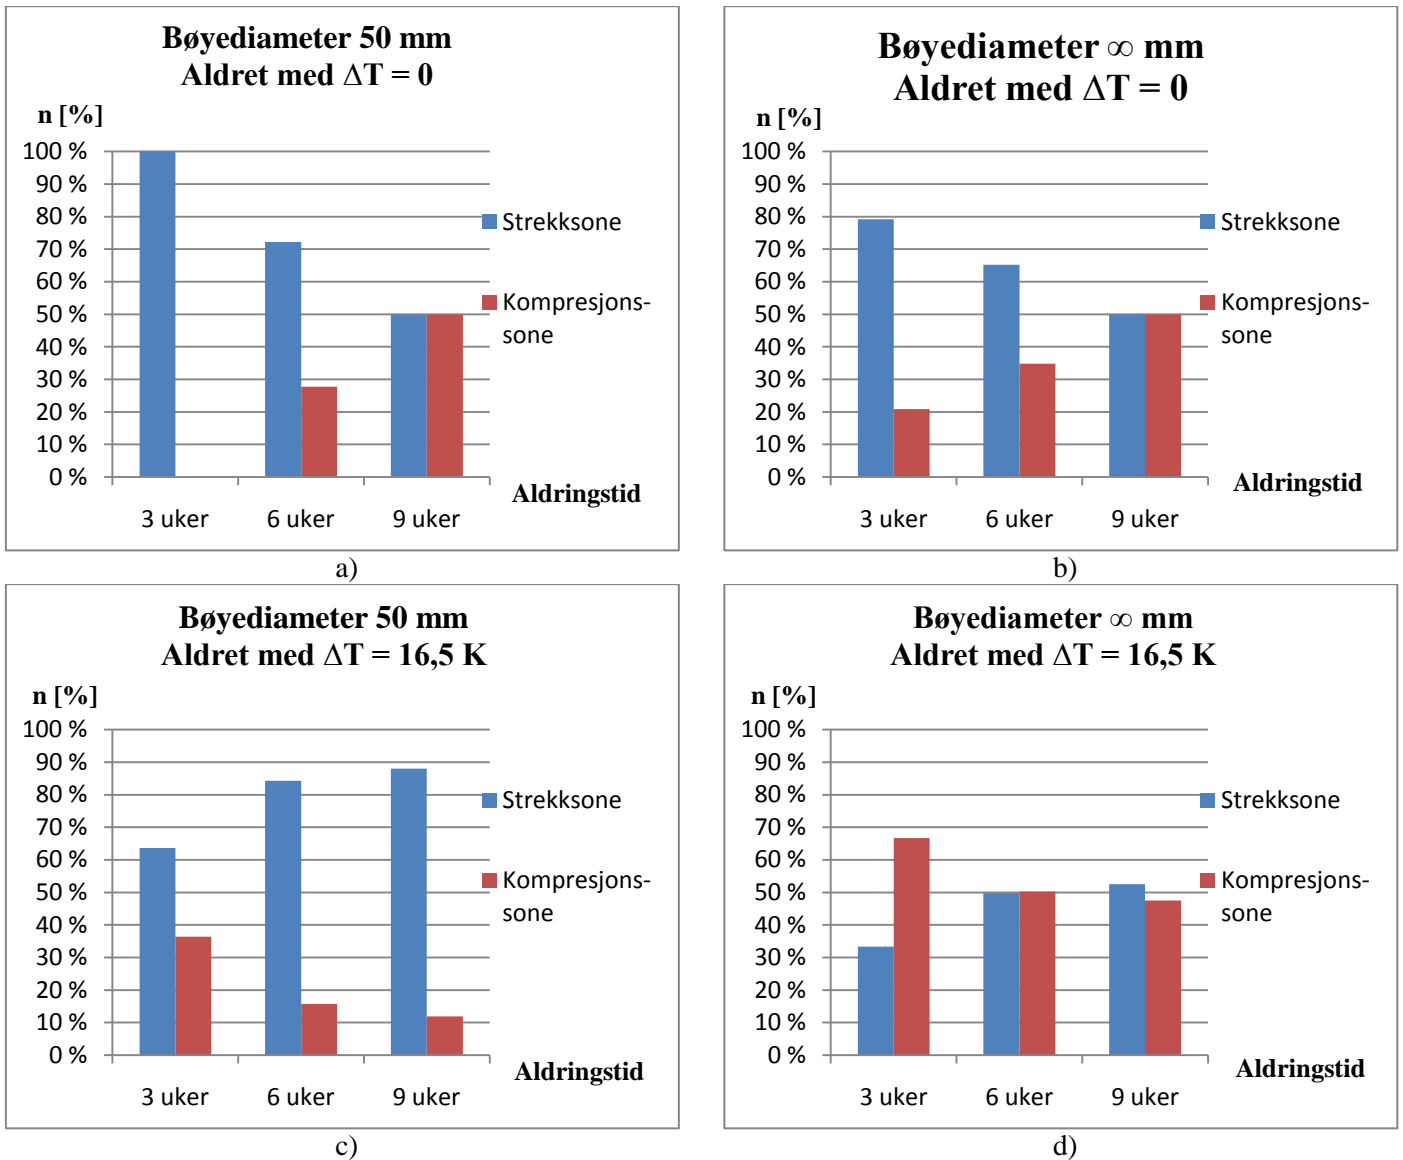 Bøyediameter 50 mm
Aldret med ΔT = 0
n [%]
100 %
90 %
80 %
70 %
60 %
50 %
40 %
30 %
20 %
10 %
0 %
3 uker
6 uker
9 uker
Aldringstid
Strekksone
Kompresjons-
sone
a)
Bøyediameter ∞ mm
Aldret med ΔT = 0
n [%]
100 %
90 %
80 %
70 %
60 %
50 %
40 %
30 %
20 %
10 %
0 %
3 uker
6 uker
9 uker
Aldringstid
Strekksone
Kompresjons-
sone
b)
Bøyediameter 50 mm
Aldret med ΔT = 16,5 K
n [%]
100 %
90 %
80 %
70 %
60 %
50 %
40 %
30 %
20 %
10 %
0 %
3 uker
6 uker
9 uker
Aldringstid
Strekksone
Kompresjons-
sone
c)
Bøyediameter ∞ mm
Aldret med ΔT = 16,5 K
n [%]
100 %
90 %
80 %
70 %
60 %
50 %
40 %
30 %
20 %
10 %
0 %
3 uker
6 uker
9 uker
Aldringstid
Strekksone
Kompresjons-
sone
d)